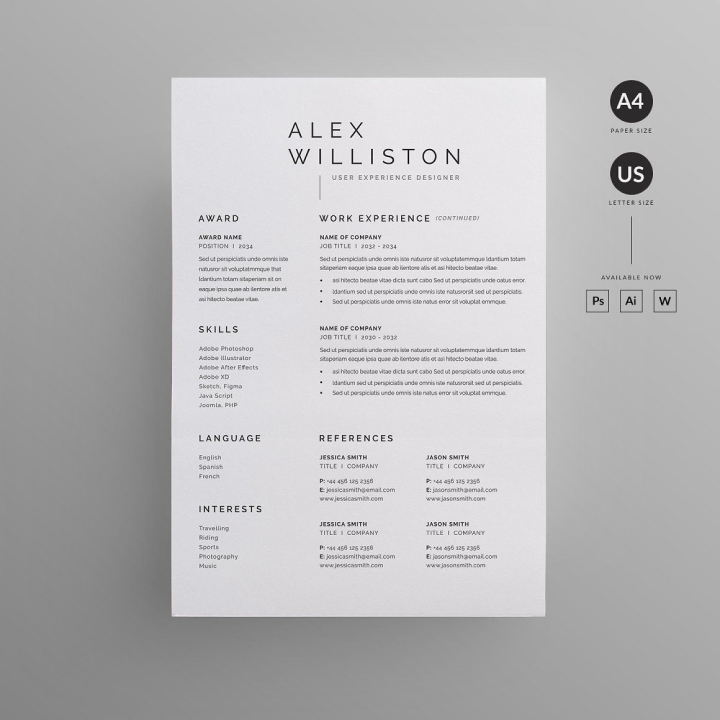 ALEX
WILLISTON
USER EXPERIENCE DESIGNER
AWARD
AWARD NAME
POSITION I 2034
Sed ut perspiciatis unde omnis iste
natusror sit voluptatmmque that
ldantium totam sitaperiam sit on
eaque ipsa quae ab ilentore atis et
asi hitecto beatae vitae.
SKILLS
Adobe Photoshop
Adobe Illustrator
Adobe After Effects
Adobe XD
Sketch, Figma
Java Script
Joomla, PHP
LANGUAGE
English
Spanish
French
INTERESTS
Travelling
Riding
Sports
Photography
Music
WORK EXPERIENCE (CONTINUED)
NAME OF COMPANY
JOB TITLE I 2032 - 2034
Sed ut perspiciatis unde omnis iste natusror sit voluptatemmque ldantium totam
sitaperiam eaque ipsa quae ab lientore atis et asi hitecto beatae vitae.
• asi hitecto beatae vitae dicta sunt cabo Sed ut perspiciatis unde oatus error.
• ldantium sed ut perspiciatis unde omnis iste natusrorsit sed ut perspiciatis.
• Sed ut perspiciatis unde omnis iste natus error sit voluptat emmque.
NAME OF COMPANY
JOB TITLE I 2030 - 2032
Sed ut perspiciatis unde omnis iste natusror sit voluptatemmque ldantium totam
sitaperiam eaque ipsa quae ab lientore atis et asi hitecto beatae vitae.
• asi hitecto beatae vitae dicta sunt cabo Sed ut perspiciatis unde oatus error.
• ldantium sed ut perspiciatis unde omnis iste natusrorsit sed ut perspiciatis.
• Sed ut perspiciatis unde omnis iste natus error sit voluptat emmque.
REFERENCES
JESSICA SMITH
TITLE I COMPANY
P: +44 456 125 2356
E: jessicasmith@email.com
www.jessicasmith.com
JASON SMITH
TITLE I COMPANY
P: +44 456 125 2356
E: jasonsmith@email.com
www.jasonsmith.com
JESSICA SMITH
TITLE I COMPANY
P: +44 456 125 2356
E: jessicasmith@email.com
www.jessicasmith.com
JASON SMITH
TITLE I COMPANY
P: +44 456 125 2356
E: jasonsmith@email.com
www.jasonsmith.com
A4
PAPER SIZE
US
LETTER SIZE
AVAILABLE NOW
Ps Ai W